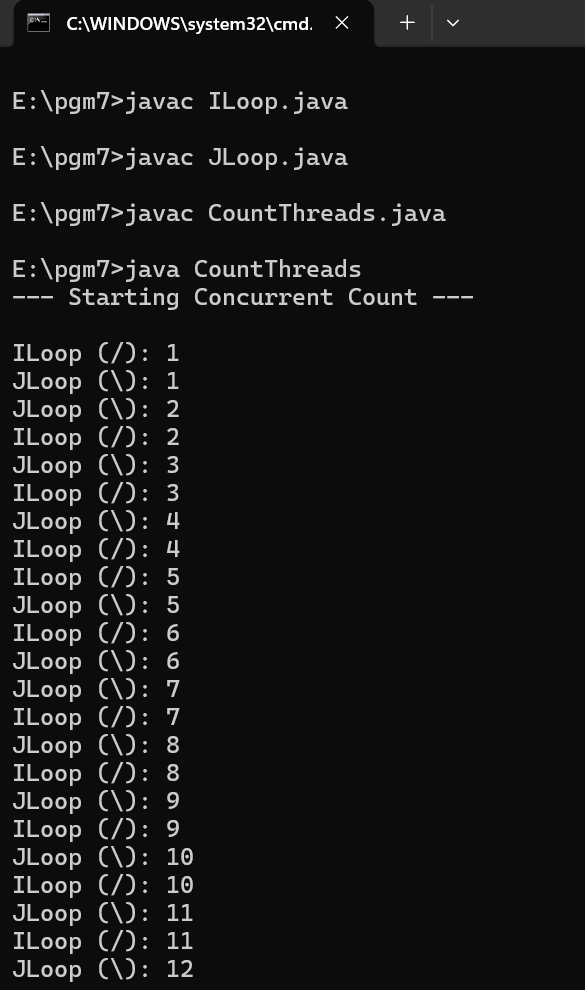 C:\WINDOWS\system32\cmd.
E:\pgm7>javac ILoop.java
E:\pgm7>javac JLoop.java
E:\pgm7>javac CountThreads.java
E:\pgm7>java CountThreads
--- Starting Concurrent Count ---
ILoop (/): 1
JLoop (\): 1
JLoop (\): 2
ILoop (/): 2
JLoop (\): 3
ILoop (/): 3
JLoop (\): 4
ILoop (/): 4
ILoop (/): 5
JLoop (\): 5
ILoop (/): 6
JLoop (\): 6
JLoop (\): 7
ILoop (/): 7
JLoop (\): 8
ILoop (/): 8
JLoop (\): 9
ILoop (/): 9
JLoop (\): 10
ILoop (/): 10
JLoop (\): 11
ILoop (/): 11
JLoop (\): 12